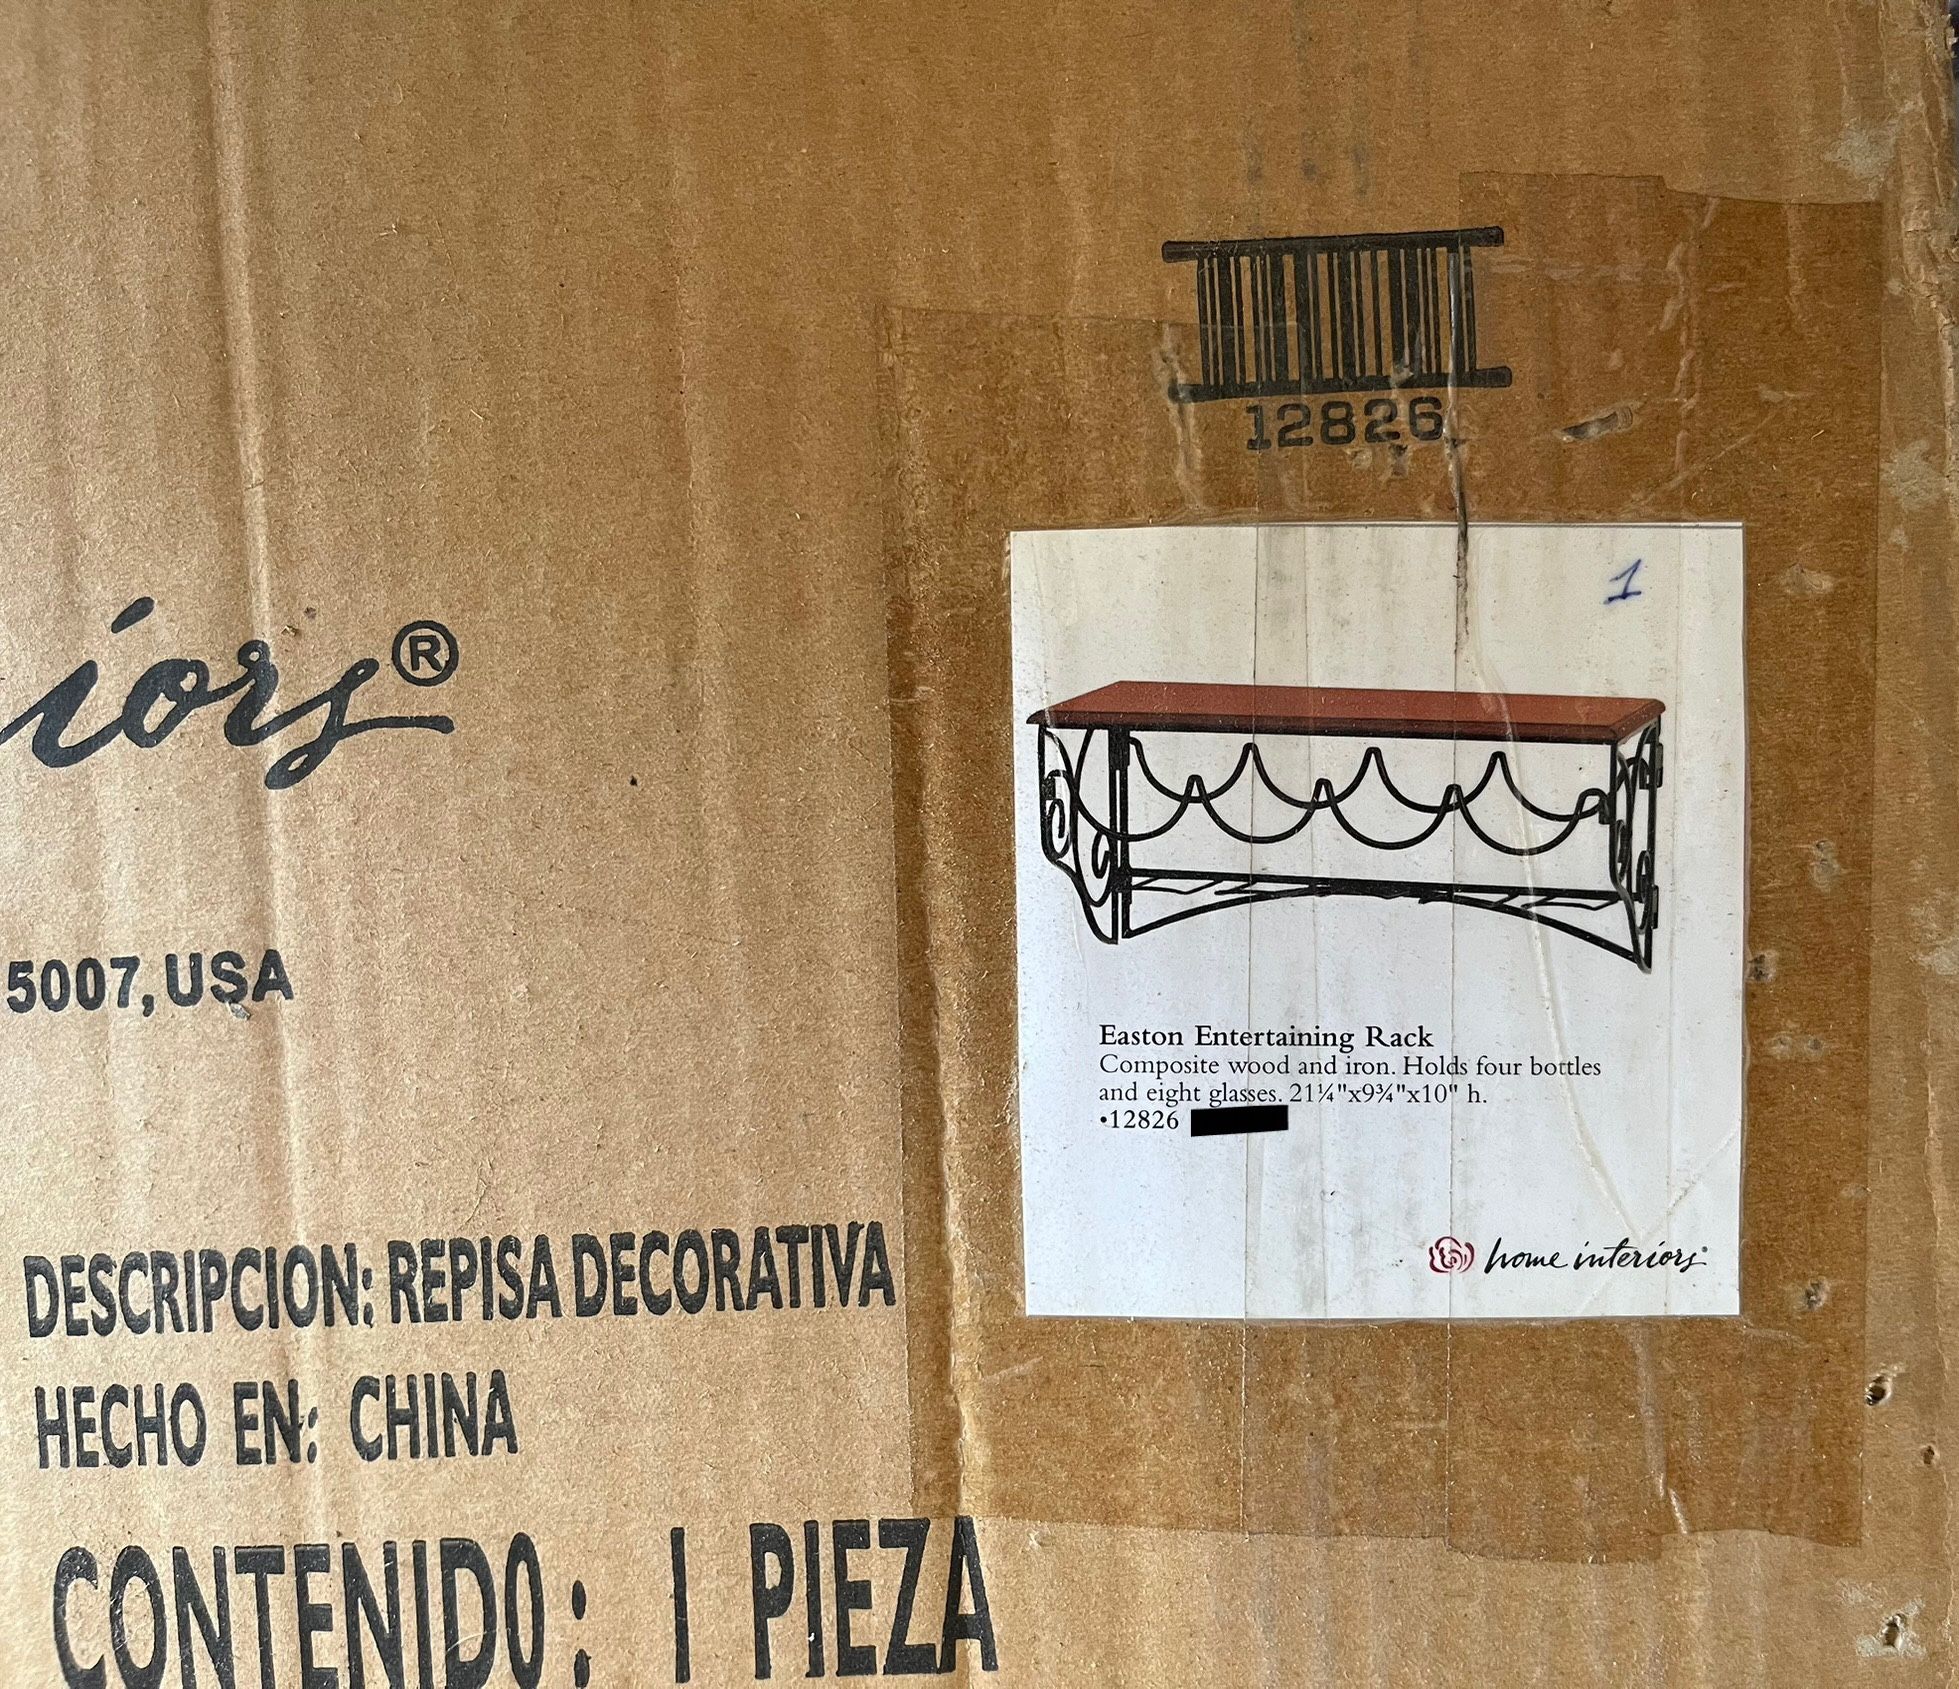 12826
1
iors®
5007, USA
Easton Entertaining Rack
Composite wood and iron. Holds four bottles
and eight glasses. 21¼"x9¾"x10" h.
•12826
home interiors®
DESCRIPCION: REPISA DECORATIVA
HECHO EN: CHINA
CONTENIDO: 1 PIEZA